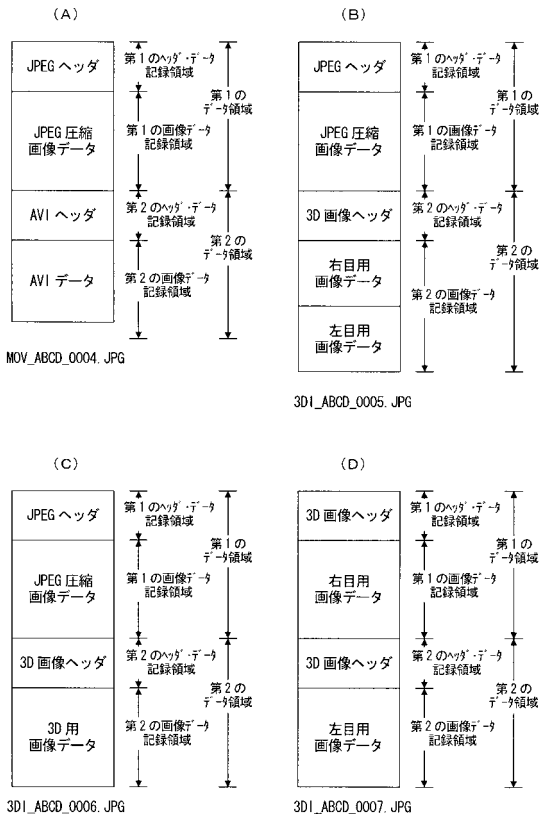 (A)
JPEG ヘッダ
JPEG 圧縮
画像データ
AVI ヘッダ
AVI データ
第1のヘッダ・データ
記録領域
第1の画像データ
記録領域
第2のヘッダ・データ
記録領域
第2の画像データ
記録領域
第1の
データ領域
第2の
データ領域
MOV_ABCD_0004.JPG
(B)
JPEG ヘッダ
JPEG 圧縮
画像データ
3D 画像ヘッダ
右目用
画像データ
左目用
画像データ
第1のヘッダ・データ
記録領域
第1の画像データ
記録領域
第2のヘッダ・データ
記録領域
第2の画像データ
記録領域
第1の
データ領域
第2の
データ領域
3DI_ABCD_0005.JPG
(C)
JPEG ヘッダ
JPEG 圧縮
画像データ
3D 画像ヘッダ
3D 用
画像データ
第1のヘッダ・データ
記録領域
第1の画像データ
記録領域
第2のヘッダ・データ
記録領域
第2の画像データ
記録領域
第1の
データ領域
第2の
データ領域
3DI_ABCD_0006.JPG
(D)
3D 画像ヘッダ
右目用
画像データ
3D 画像ヘッダ
左目用
画像データ
第1のヘッダ・データ
記録領域
第1の画像データ
記録領域
第2のヘッダ・データ
記録領域
第2の画像データ
記録領域
第1の
データ領域
第2の
データ領域
3DI_ABCD_0007.JPG